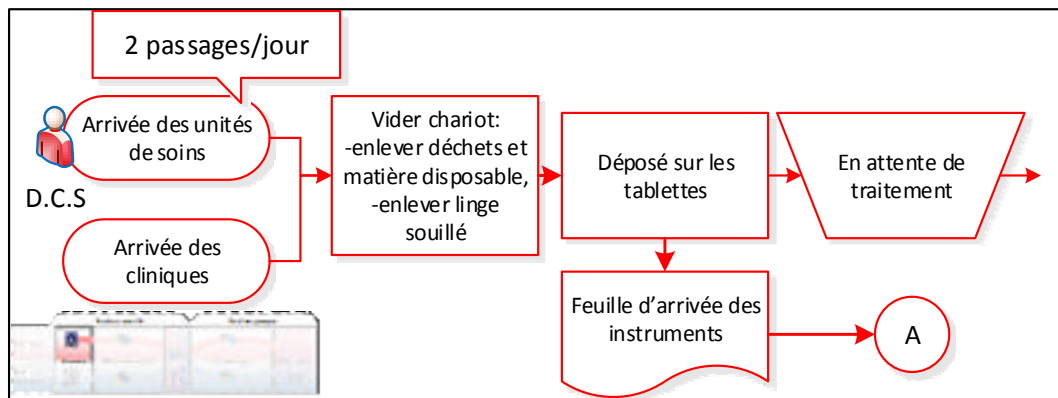 2 passages/jour
Arrivée des unités
de soins
D.C.S
Arrivée des
cliniques
Vider chariot:
-enlever déchets et
matière disposable,
-enlever linge
souillé
Déposé sur les
tablettes
En attente de
traitement
Feuille d’arrivée des
instruments
A